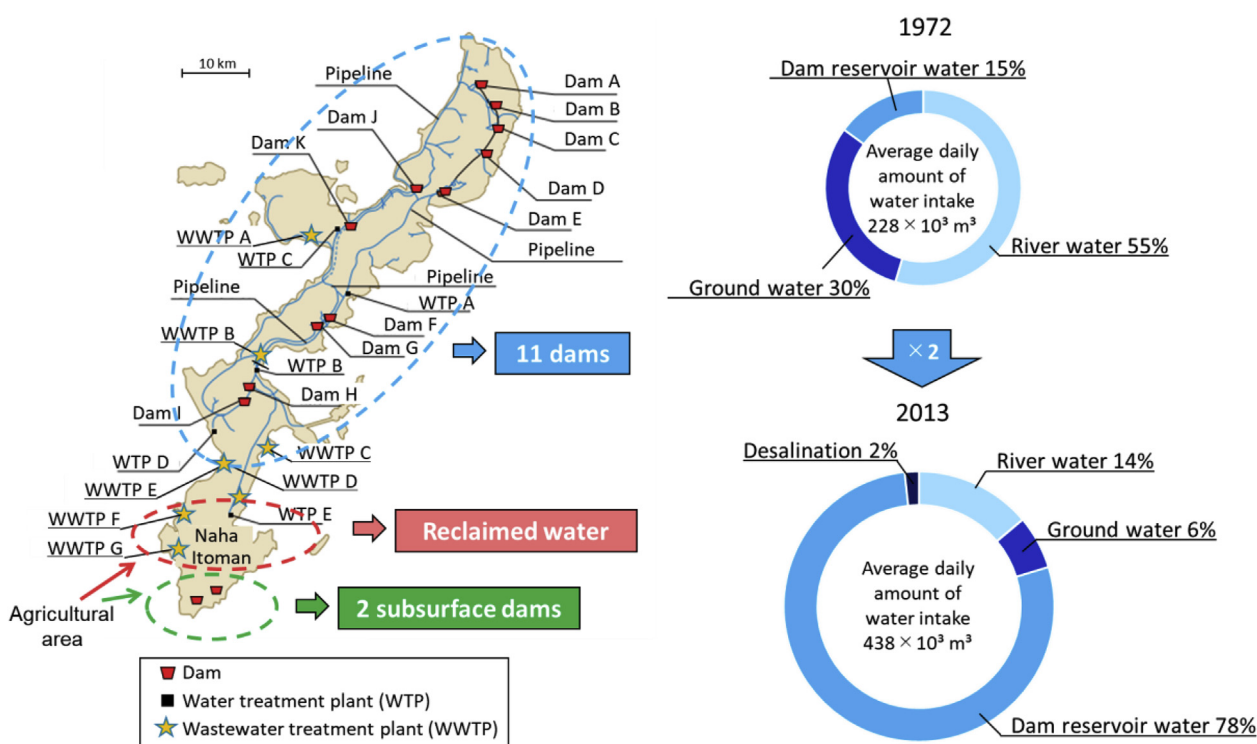 10 km
Pipeline
Dam A
Dam B
Dam J
Dam C
Dam K
Dam D
Dam E
WWTP A
WTP C
Pipeline
Pipeline
Pipeline
WTP A
WWTP B
Dam F
Dam G
WTP B
11 dams
Dam H
Dam I
WWTP C
WTP D
WWTP D
WWTP E
WTP E
WWTP F
Naha
Itoman
Reclaimed water
WWTP G
Agricultural
area
2 subsurface dams
Dam
Water treatment plant (WTP)
Wastewater treatment plant (WWTP)
1972
Dam reservoir water 15%
Average daily
amount of
water intake
228 × 10³ m³
River water 55%
Ground water 30%
× 2
2013
Desalination 2%
River water 14%
Ground water 6%
Average daily
amount of
water intake
438 × 10³ m³
Dam reservoir water 78%